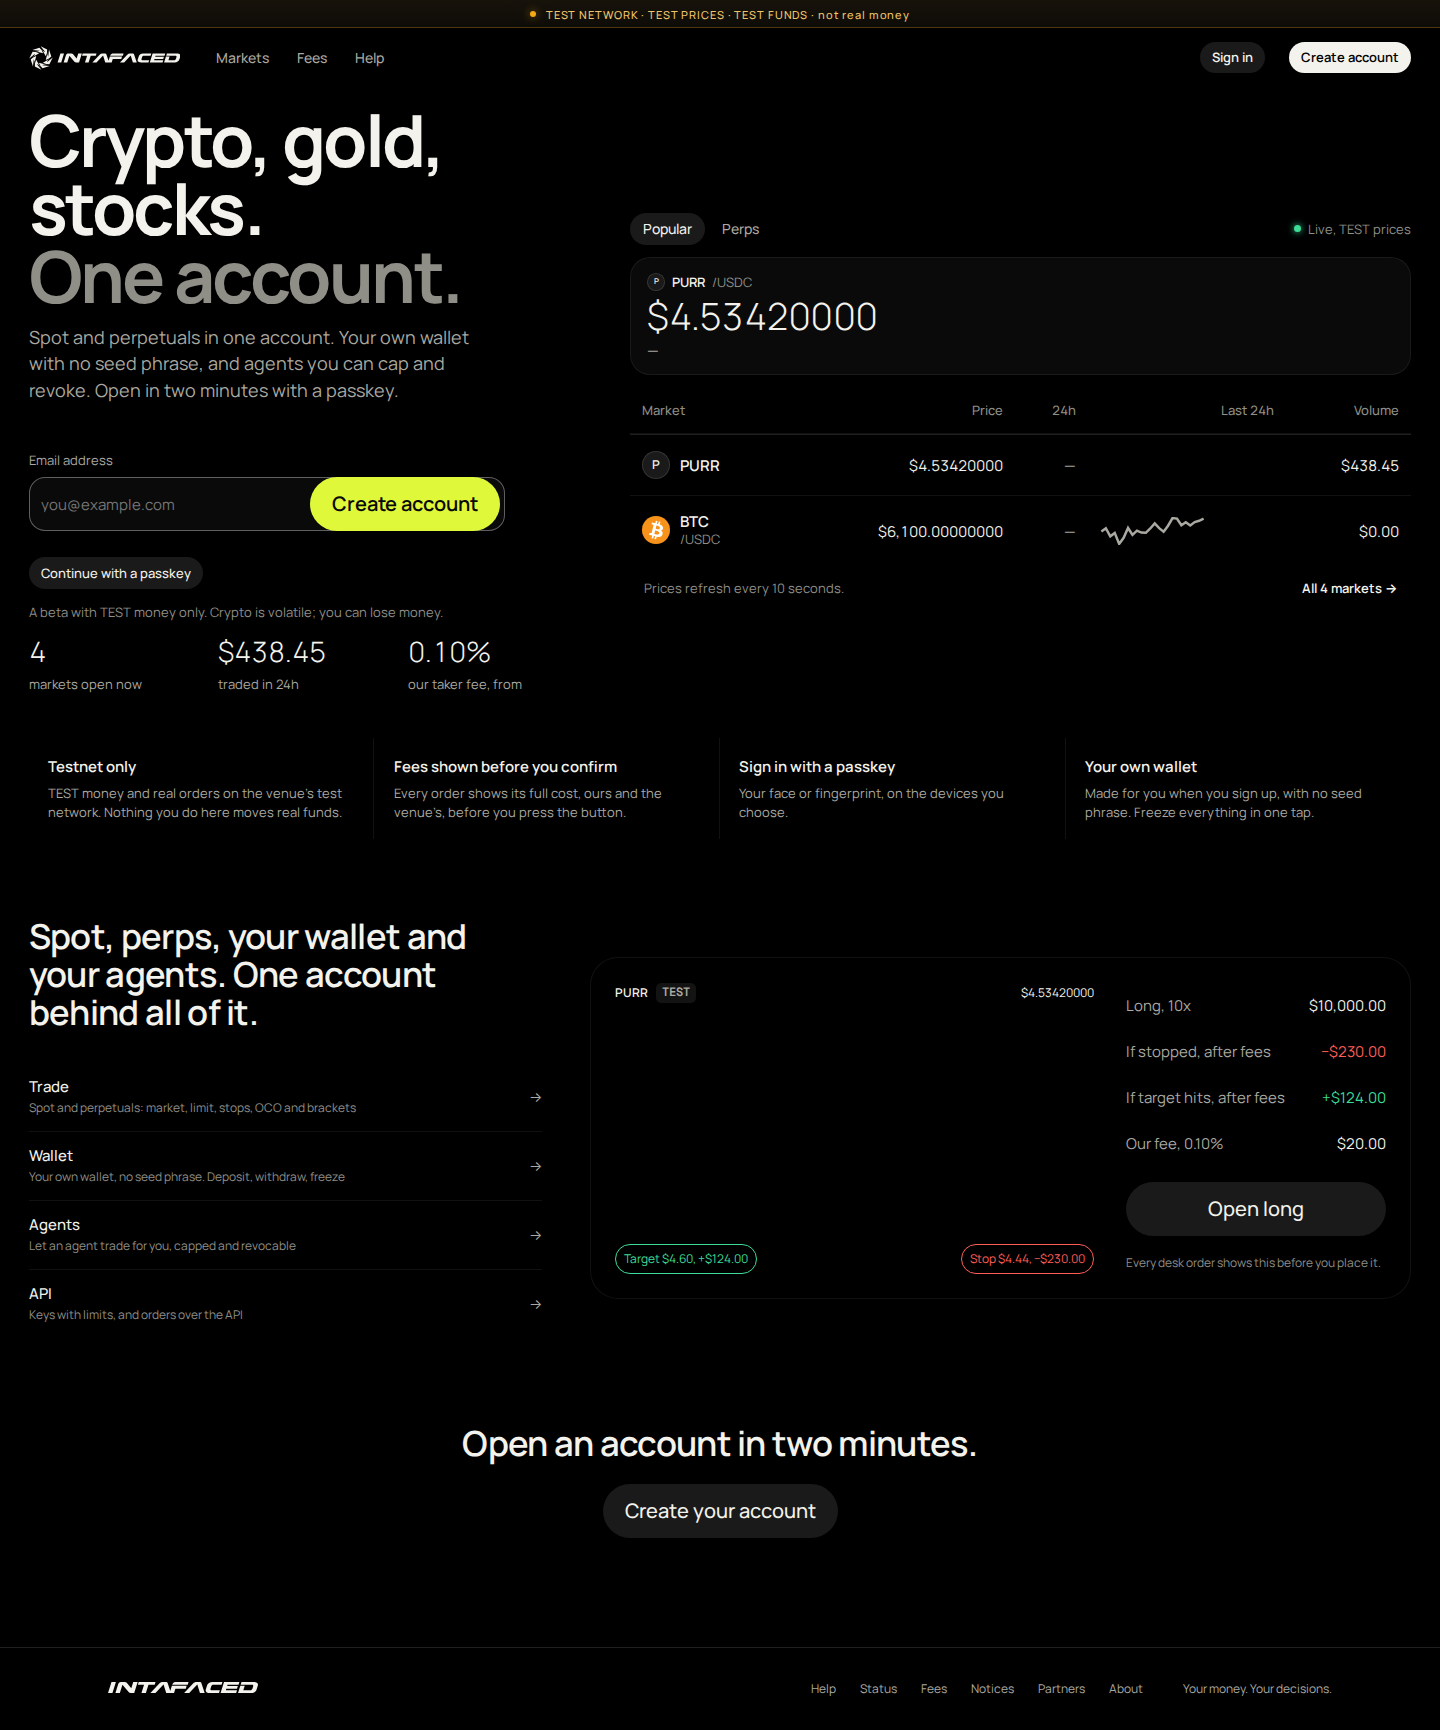 TEST NETWORK · TEST PRICES · TEST FUNDS · not real money
INTAFACED
Markets
Fees
Help
Sign in
Create account
Crypto, gold,
stocks.
One account.
Spot and perpetuals in one account. Your own wallet
with no seed phrase, and agents you can cap and
revoke. Open in two minutes with a passkey.
Email address
you@example.com
Create account
Continue with a passkey
A beta with TEST money only. Crypto is volatile; you can lose money.
4
markets open now
$438.45
traded in 24h
0.10%
our taker fee, from
Popular
Perps
Live, TEST prices
P PURR /USDC
$4.53420000
—
Market Price 24h Last 24h Volume
P PURR $4.53420000 — $438.45
BTC
/USDC
$6,100.00000000 — $0.00
Prices refresh every 10 seconds.
All 4 markets →
Testnet only
TEST money and real orders on the venue's test
network. Nothing you do here moves real funds.
Fees shown before you confirm
Every order shows its full cost, ours and the
venue's, before you press the button.
Sign in with a passkey
Your face or fingerprint, on the devices you
choose.
Your own wallet
Made for you when you sign up, with no seed
phrase. Freeze everything in one tap.
Spot, perps, your wallet and
your agents. One account
behind all of it.
Trade
Spot and perpetuals: market, limit, stops, OCO and brackets
→
Wallet
Your own wallet, no seed phrase. Deposit, withdraw, freeze
→
Agents
Let an agent trade for you, capped and revocable
→
API
Keys with limits, and orders over the API
→
PURR TEST $4.53420000
Target $4.60, +$124.00
Stop $4.44, −$230.00
Long, 10x $10,000.00
If stopped, after fees −$230.00
If target hits, after fees +$124.00
Our fee, 0.10% $20.00
Open long
Every desk order shows this before you place it.
Open an account in two minutes.
Create your account
INTAFACED
Help
Status
Fees
Notices
Partners
About
Your money. Your decisions.